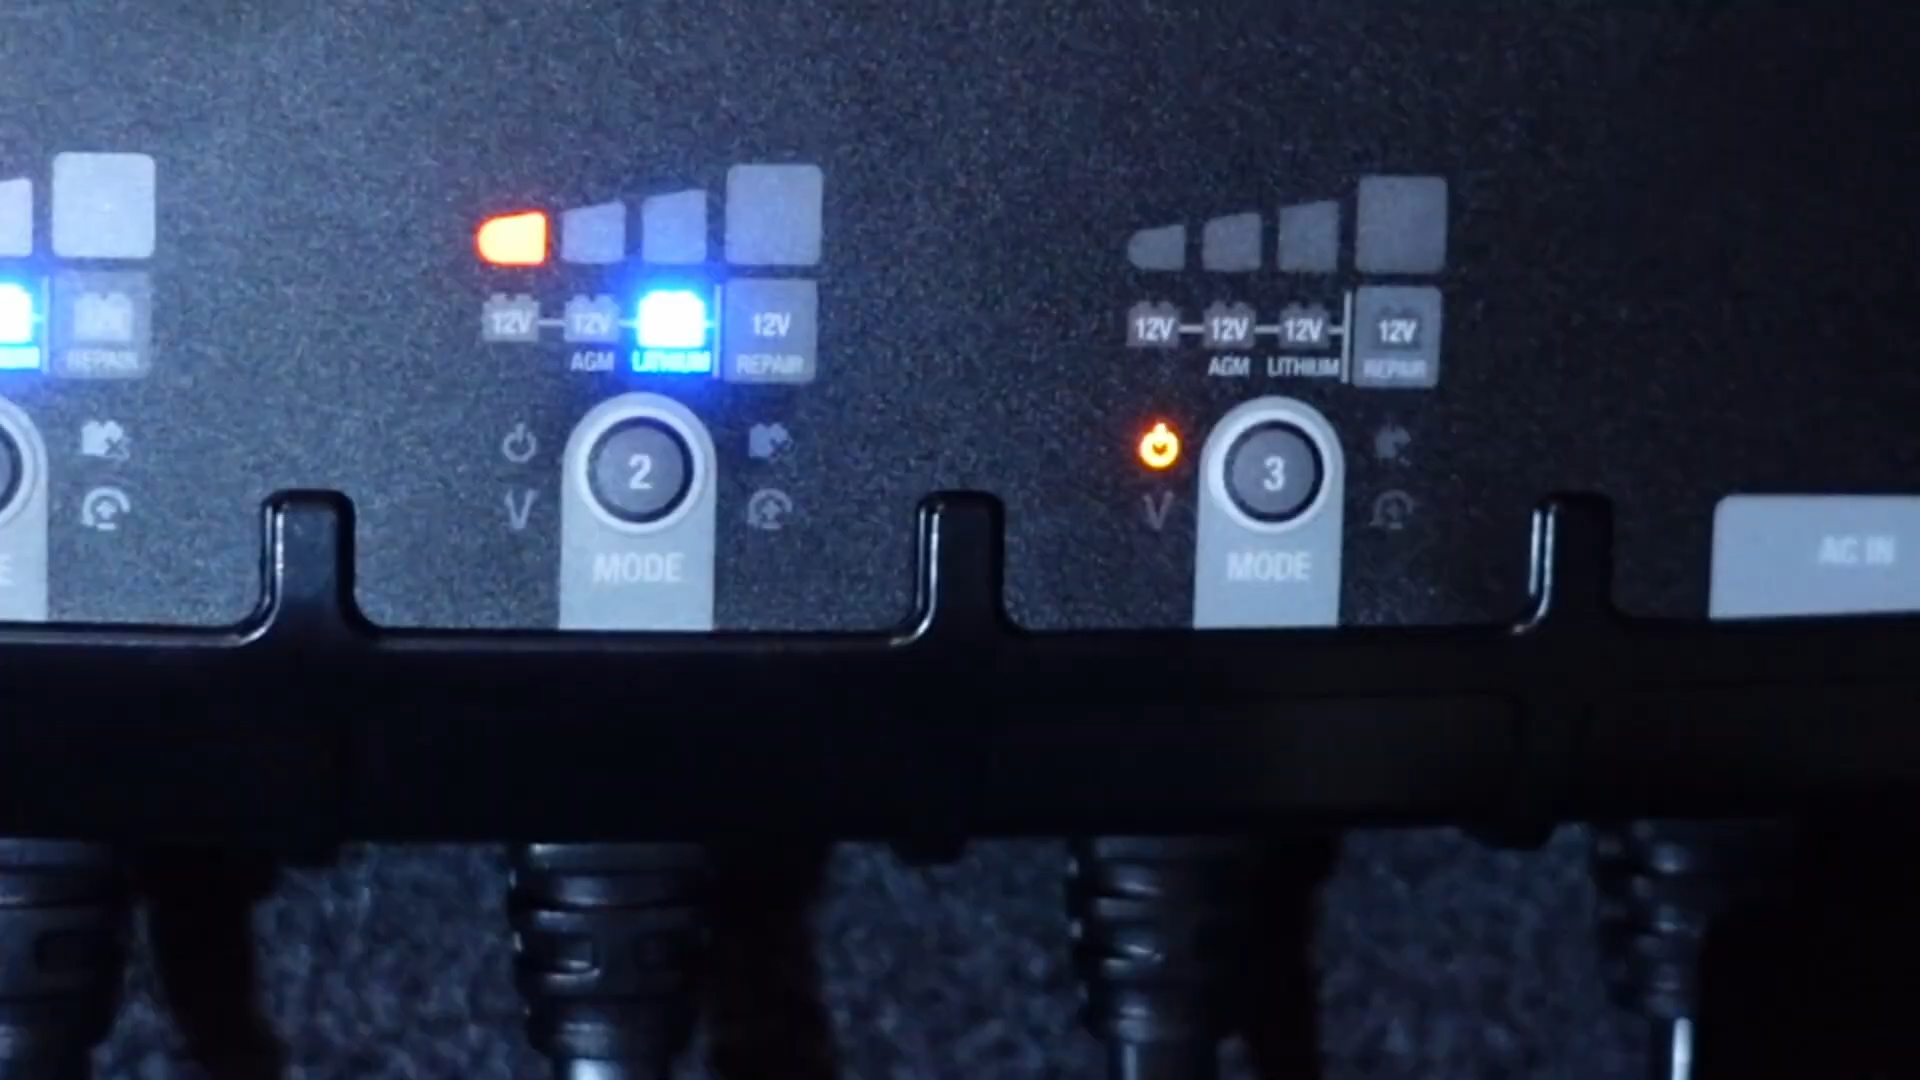 12V 12V 12V
AGM LITHIUM REPAIR
V
2
MODE
12V 12V 12V 12V
AGM LITHIUM REPAIR
V
3
MODE
AC IN
REPAIR
E